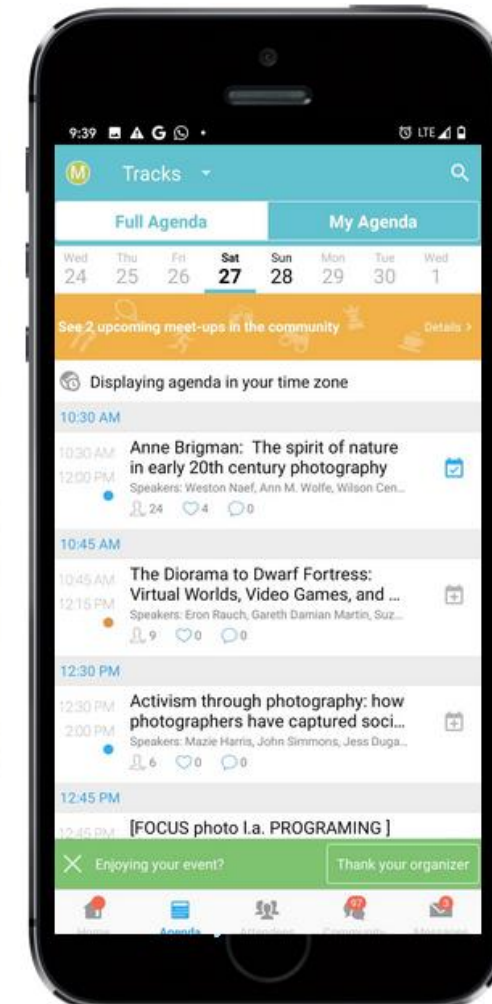 9:39 LTE
M Tracks
Full Agenda My Agenda
Wed Thu Fri Sat Sun Mon Tue Wed
24 25 26 27 28 29 30 1
See 2 upcoming meet-ups in the community Details >
Displaying agenda in your time zone
10:30 AM
10:30 AM Anne Brigman: The spirit of nature
in early 20th century photography
12:00 PM
Speakers: Weston Naef, Ann M. Wolfe, Wilson Cen...
24 4 0
10:45 AM
10:45 AM The Diorama to Dwarf Fortress:
Virtual Worlds, Video Games, and ...
12:15 PM
Speakers: Eron Rauch, Gareth Damian Martin, Suz...
9 0 0
12:30 PM
12:30 PM Activism through photography: how
photographers have captured soci...
2:00 PM
Speakers: Mazie Harris, John Simmons, Jess Duga...
6 0 0
12:45 PM
12:45 PM [FOCUS photo l.a. PROGRAMING ]
Enjoying your event? Thank your organizer
97 3
Home Agenda Attendees Community Messages